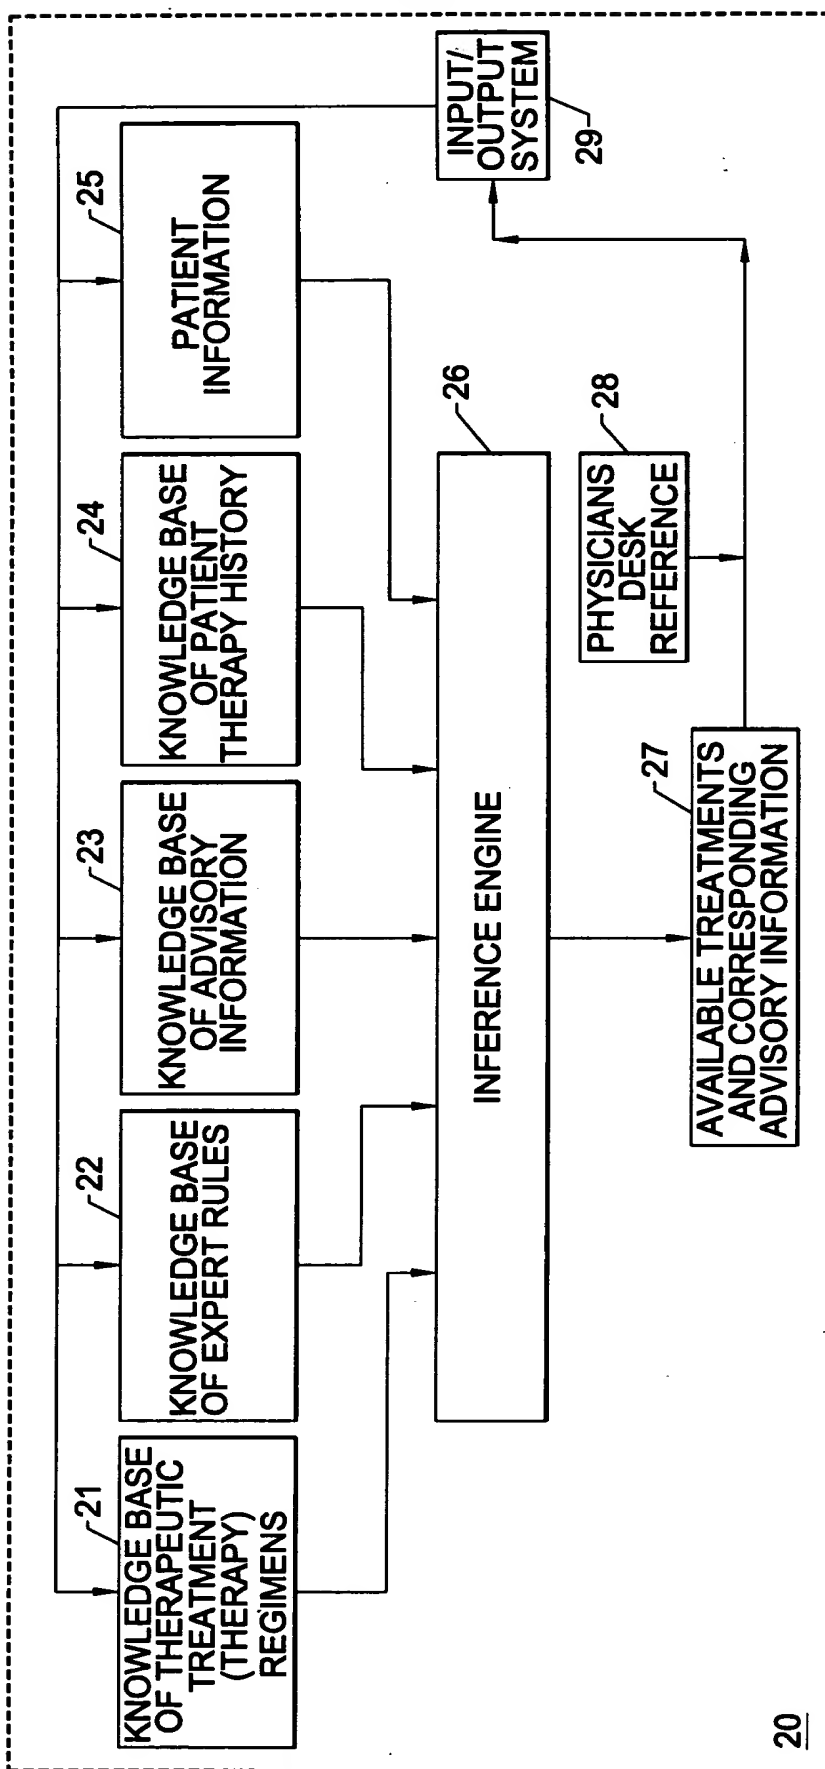 21
KNOWLEDGE BASE
OF THERAPEUTIC
TREATMENT
(THERAPY)
REGIMENS
22
KNOWLEDGE BASE
OF EXPERT RULES
23
KNOWLEDGE BASE
OF ADVISORY
INFORMATION
24
KNOWLEDGE BASE
OF PATIENT
THERAPY HISTORY
25
PATIENT
INFORMATION
INFERENCE ENGINE
26
PHYSICIANS
DESK
REFERENCE
28
INPUT/
OUTPUT
SYSTEM
29
27
AVAILABLE TREATMENTS
AND CORRESPONDING
ADVISORY INFORMATION
20